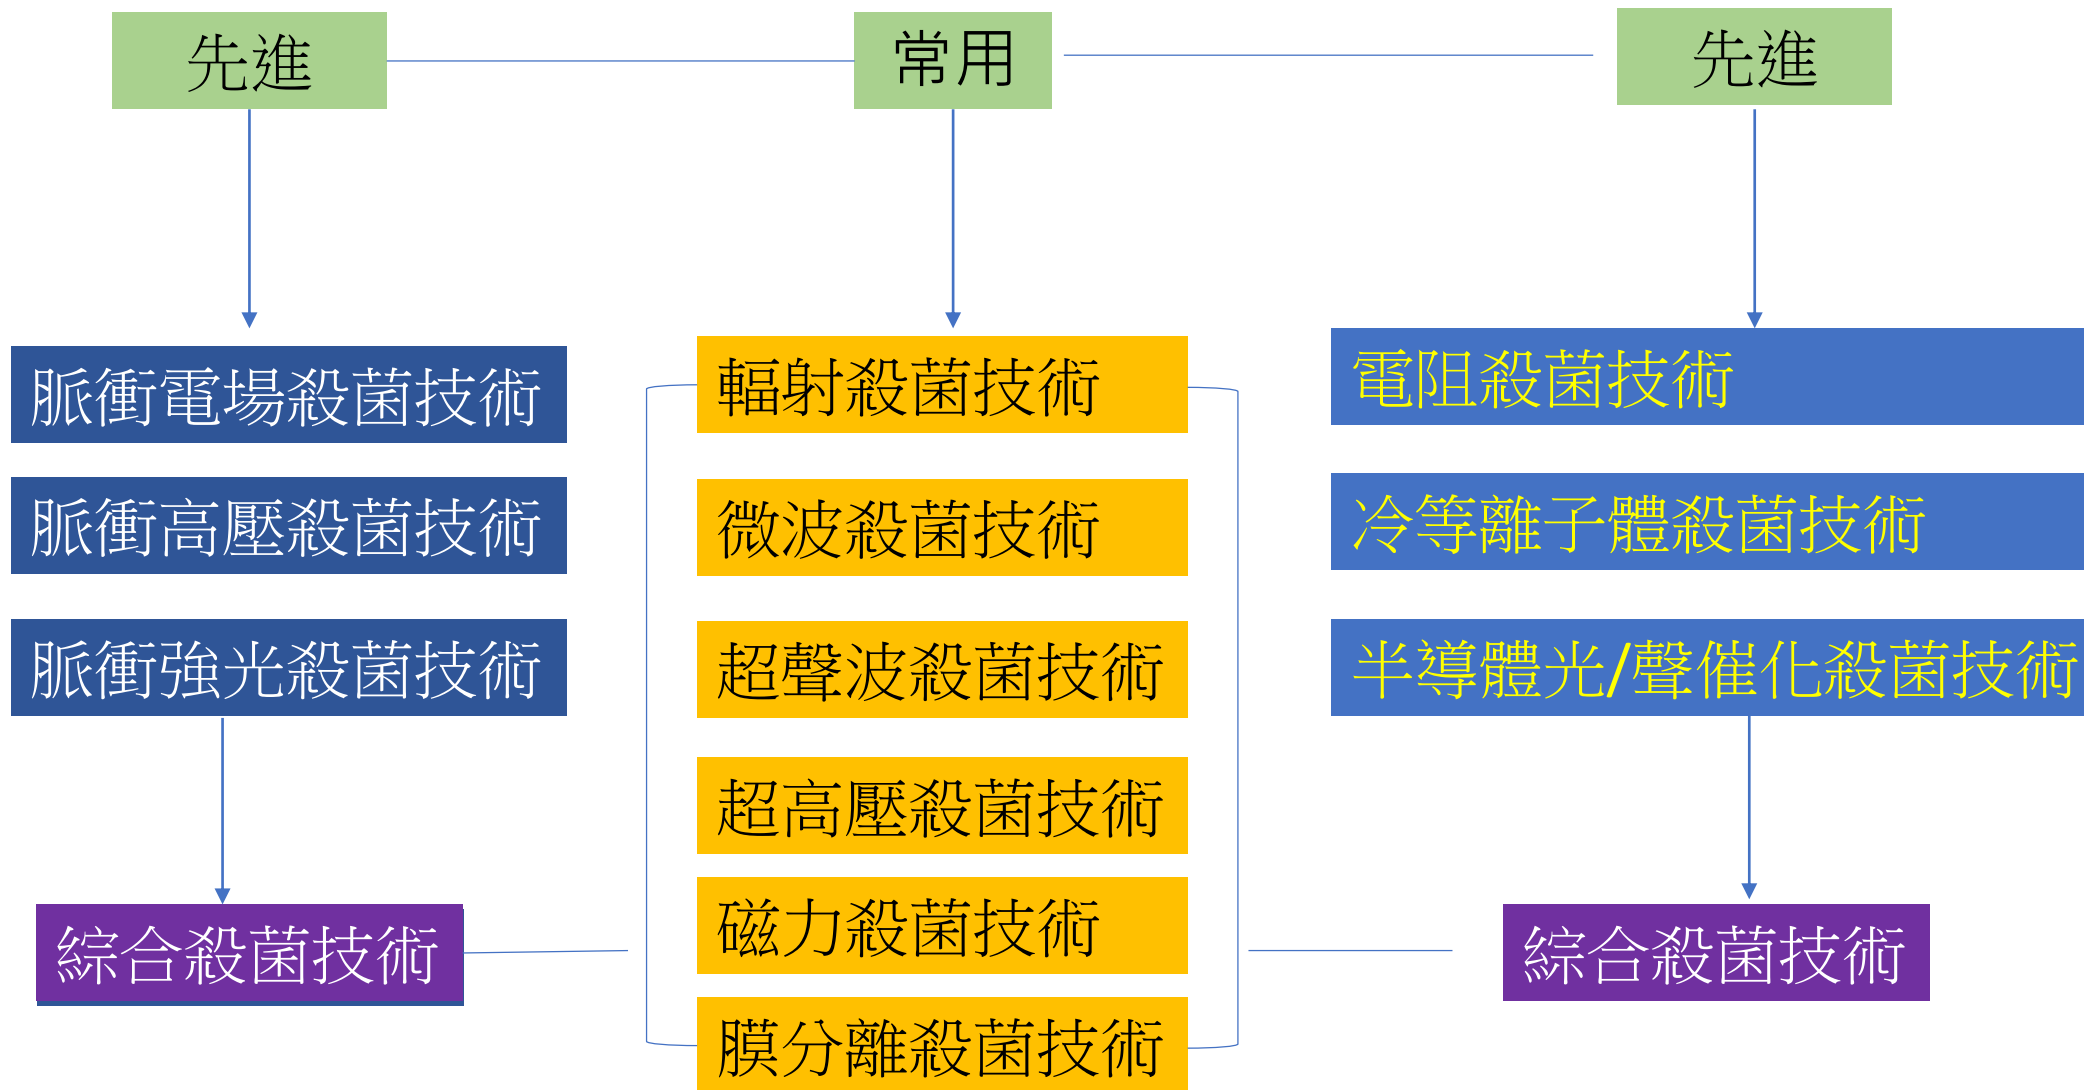 先進
常用
先進
脈衝電場殺菌技術
脈衝高壓殺菌技術
脈衝強光殺菌技術
綜合殺菌技術
輻射殺菌技術
微波殺菌技術
超聲波殺菌技術
超高壓殺菌技術
磁力殺菌技術
膜分離殺菌技術
電阻殺菌技術
冷等離子體殺菌技術
半導體光/聲催化殺菌技術
綜合殺菌技術